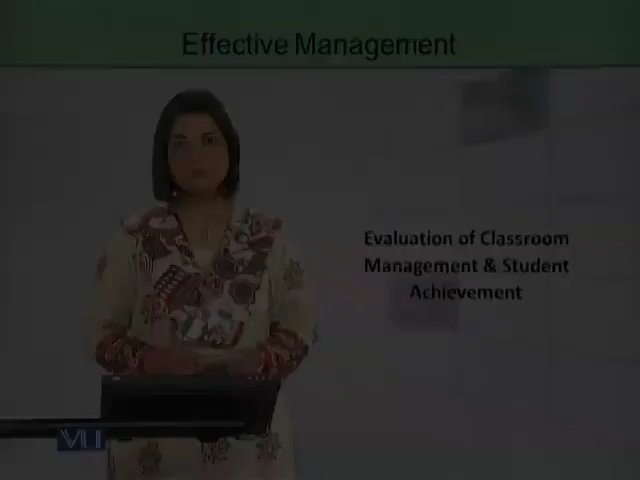 Effective Management
Evaluation of Classroom
Management & Student
Achievement
VU